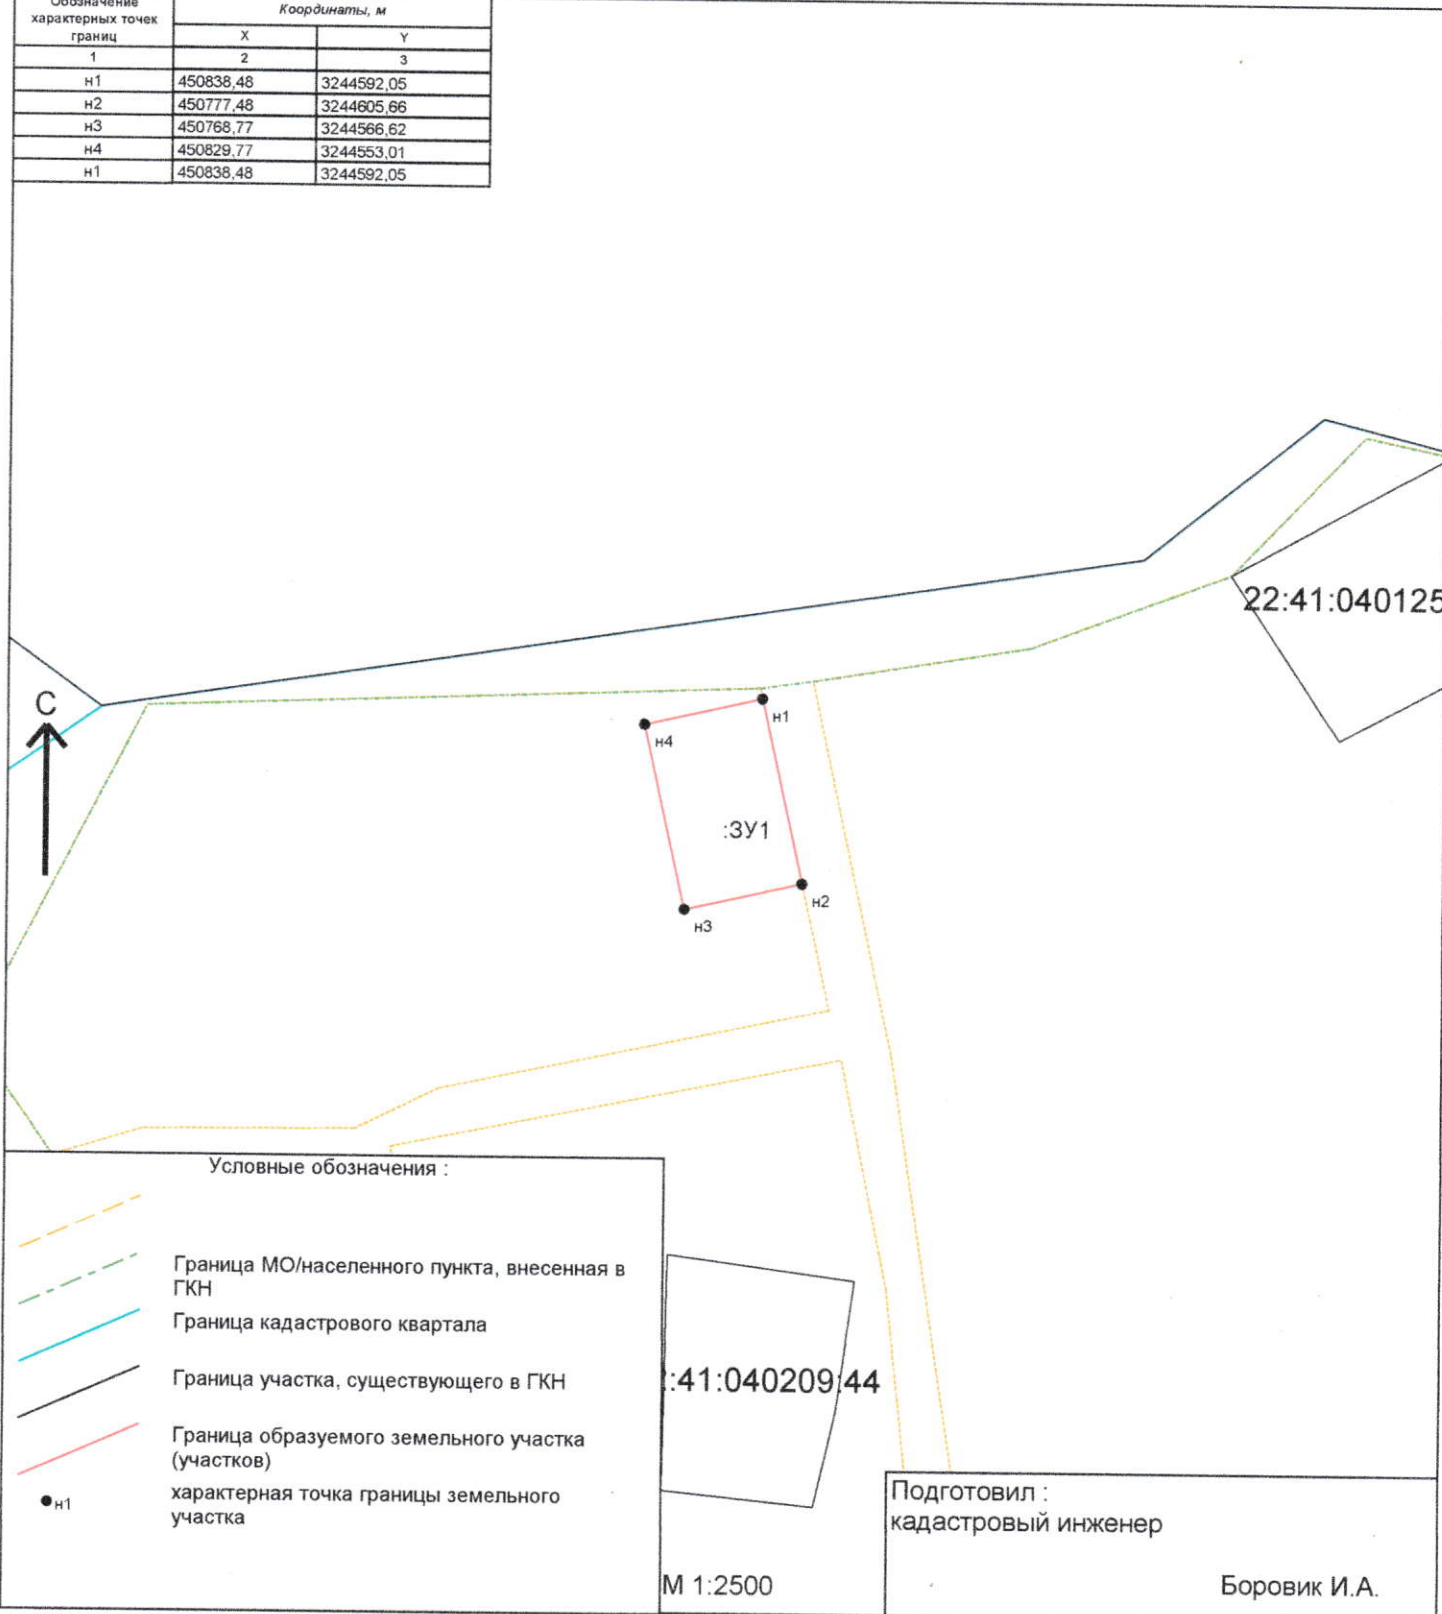 Обозначение
характерных точек
границ
Координаты, м
X Y
1 2 3
н1 450838,48 3244592,05
н2 450777,48 3244605,66
н3 450768,77 3244566,62
н4 450829,77 3244553,01
н1 450838,48 3244592,05
22:41:040125
С
н1
н4
:ЗУ1
н2
н3
Условные обозначения :
Граница МО/населенного пункта, внесенная в
ГКН
Граница кадастрового квартала
Граница участка, существующего в ГКН
Граница образуемого земельного участка
(участков)
н1 характерная точка границы земельного
участка
:41:040209:44
М 1:2500
Подготовил :
кадастровый инженер
Боровик И.А.